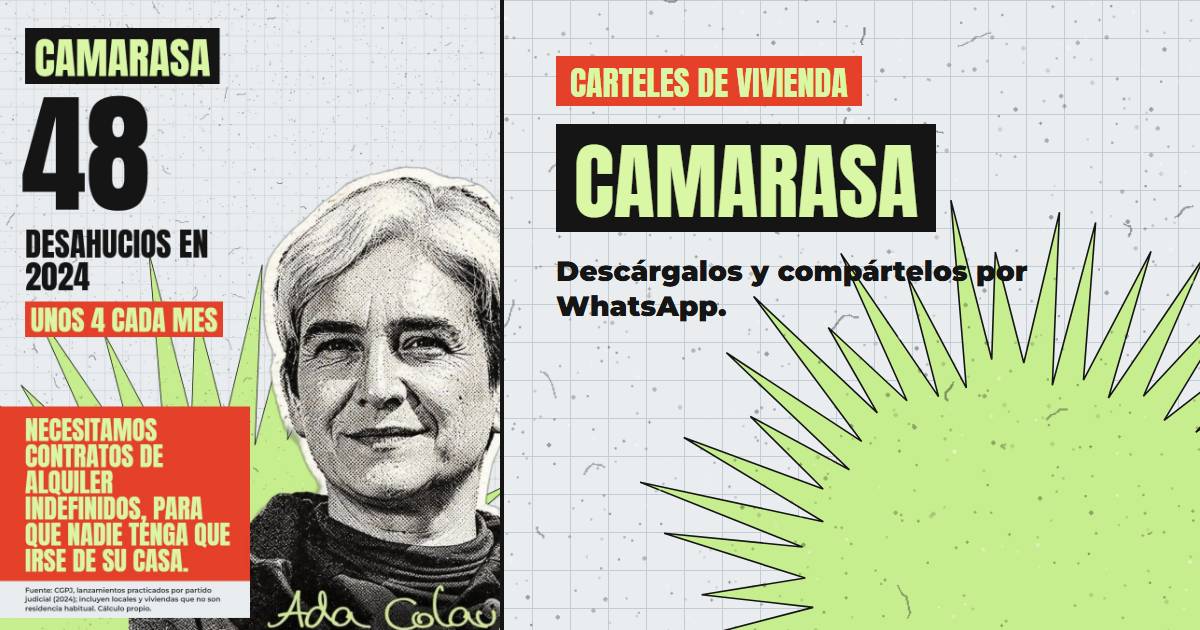 CAMARASA
48
DESAHUCIOS EN
2024
UNOS 4 CADA MES
NECESITAMOS
CONTRATOS DE
ALQUILER
INDEFINIDOS, PARA
QUE NADIE TENGA QUE
IRSE DE SU CASA.
Fuente: CGPJ, lanzamientos practicados por partido
judicial (2024); incluyen locales y viviendas que no son
residencia habitual. Cálculo propio.
Ada Colau
CARTELES DE VIVIENDA
CAMARASA
Descárgalos y compártelos por
WhatsApp.